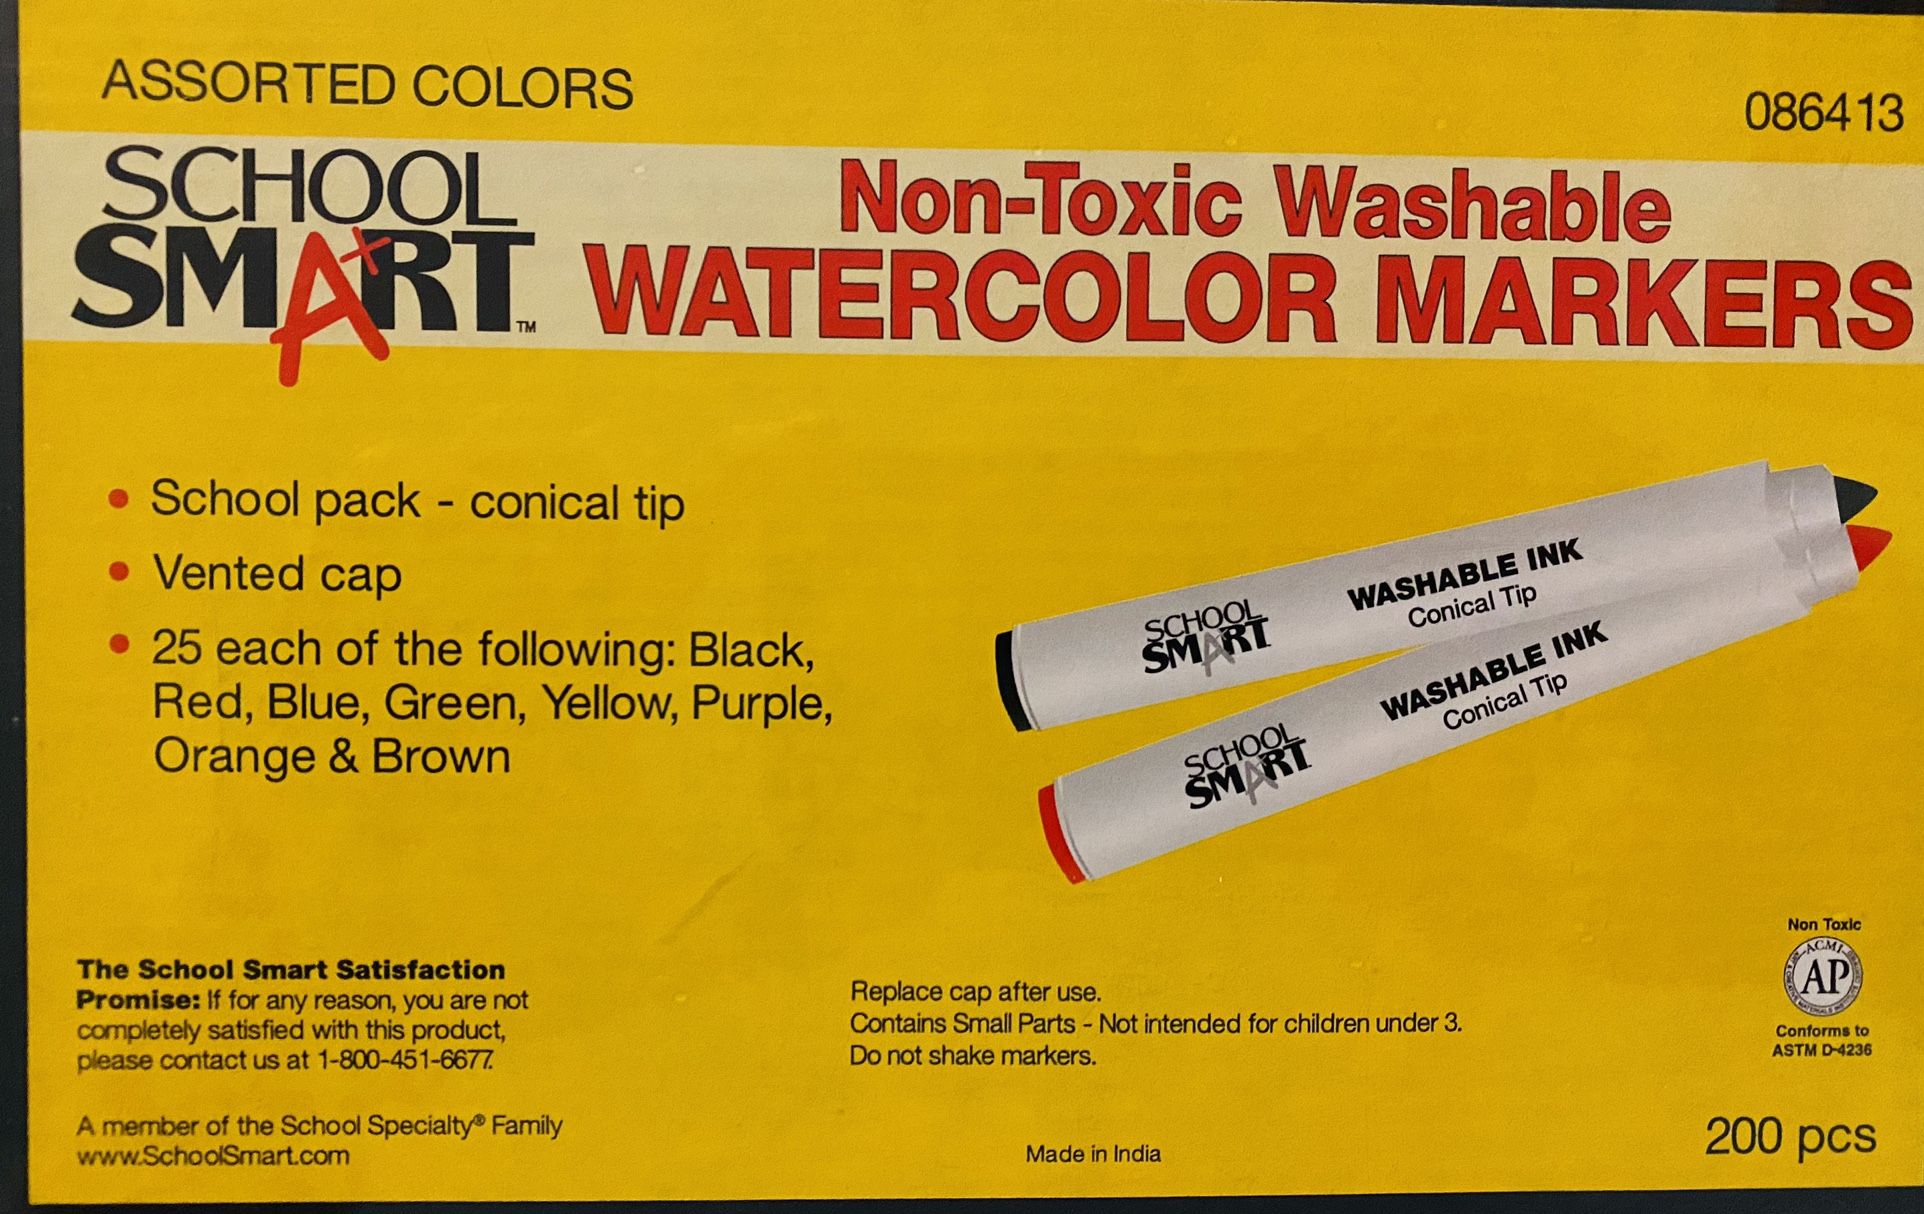 ASSORTED COLORS
086413
SCHOOL
SMART™
Non-Toxic Washable
WATERCOLOR MARKERS
• School pack - conical tip
• Vented cap
• 25 each of the following: Black,
Red, Blue, Green, Yellow, Purple,
Orange & Brown
SCHOOL
SMART
WASHABLE INK
Conical Tip
SCHOOL
SMART
WASHABLE INK
Conical Tip
The School Smart Satisfaction
Promise: If for any reason, you are not
completely satisfied with this product,
please contact us at 1-800-451-6677.
A member of the School Specialty® Family
www.SchoolSmart.com
Replace cap after use.
Contains Small Parts - Not intended for children under 3.
Do not shake markers.
Made in India
Non Toxic
ACMI
AP
Conforms to
ASTM D-4236
200 pcs